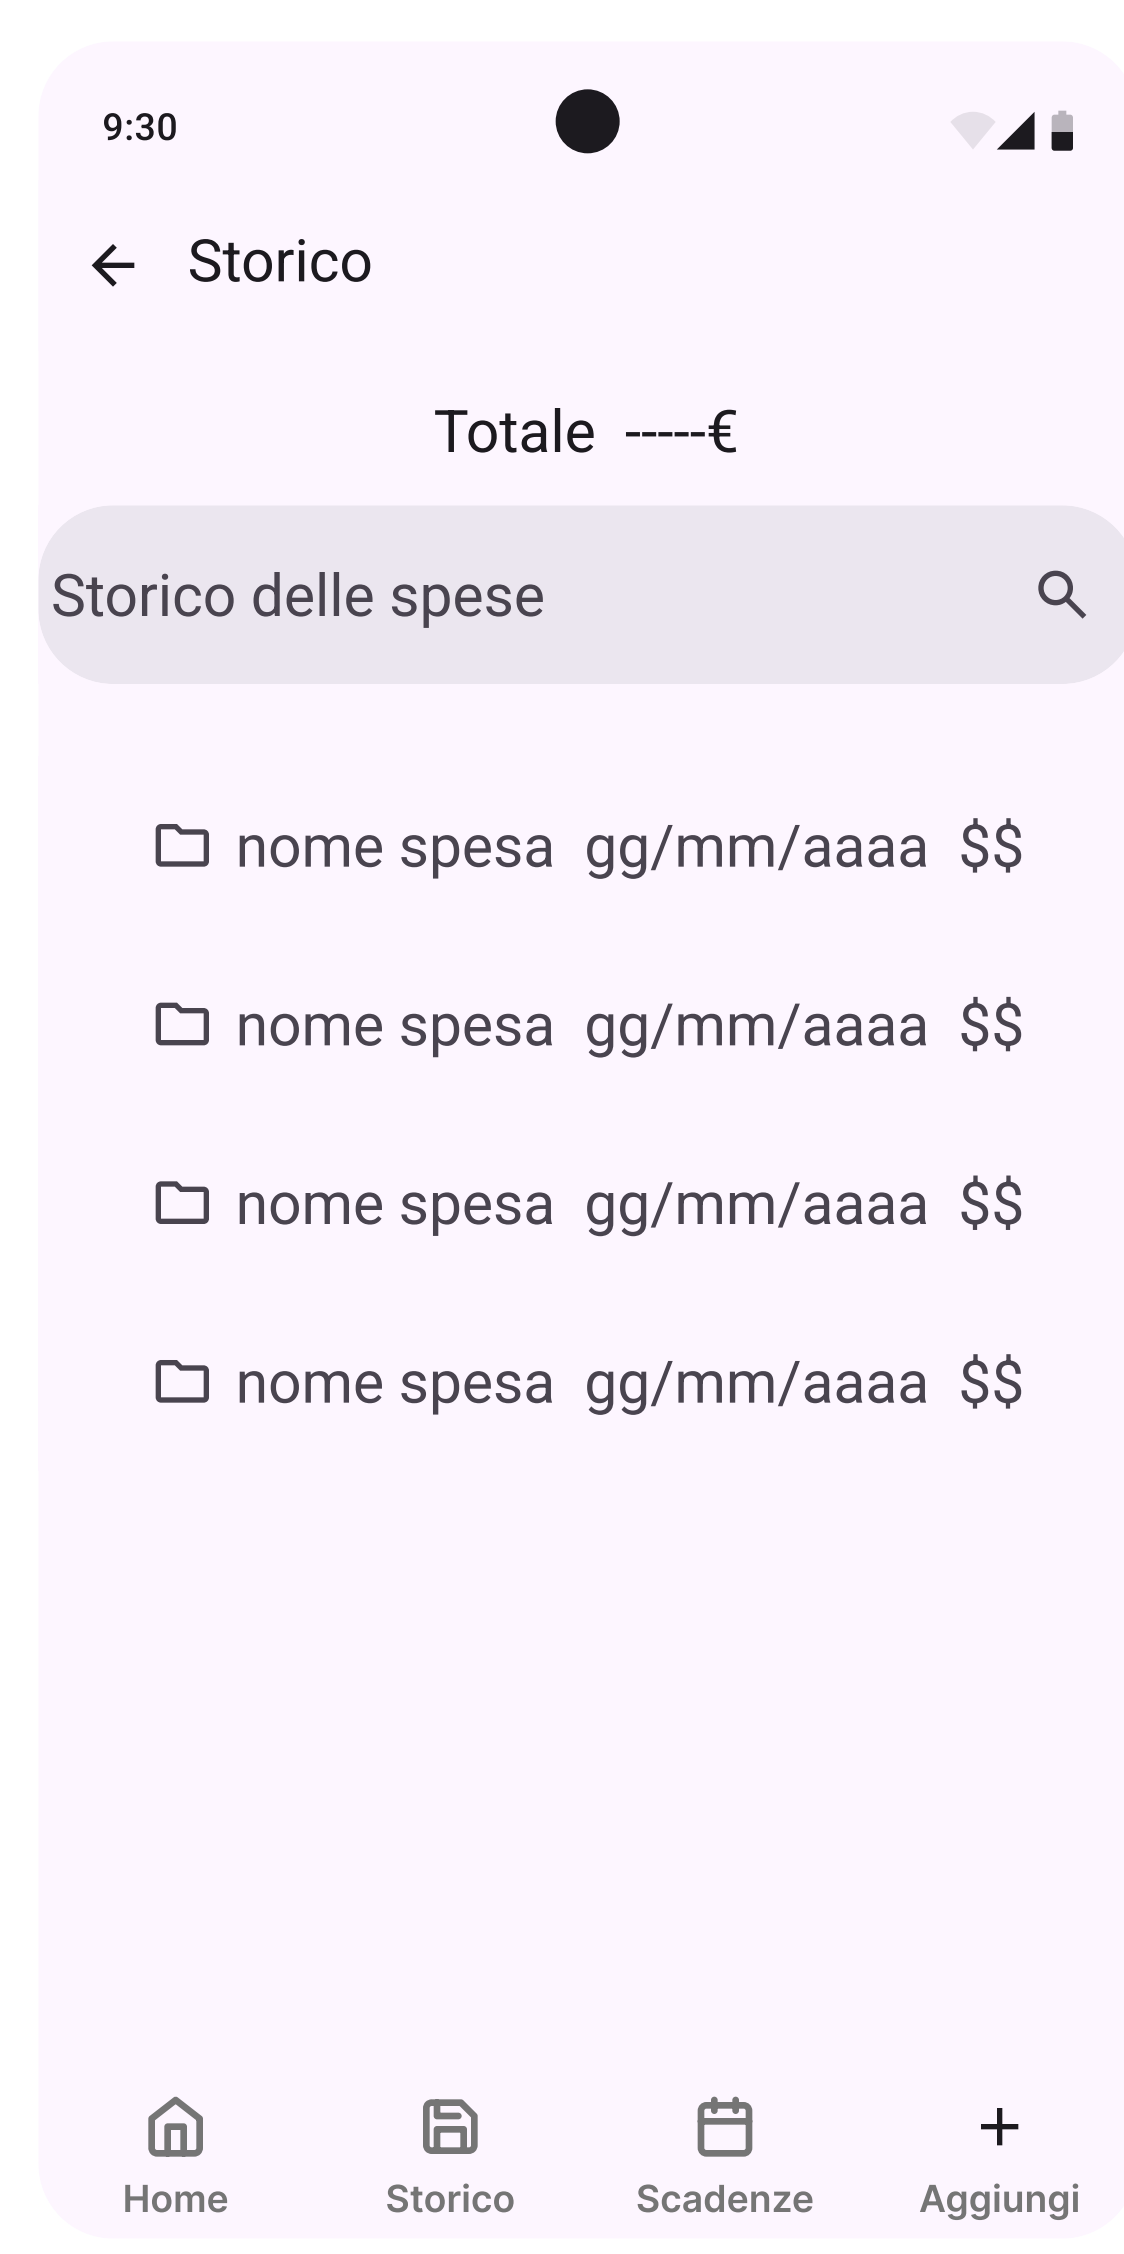 9:30
Storico
Totale -----€
Storico delle spese
nome spesa gg/mm/aaaa $$
nome spesa gg/mm/aaaa $$
nome spesa gg/mm/aaaa $$
nome spesa gg/mm/aaaa $$
Home Storico Scadenze Aggiungi